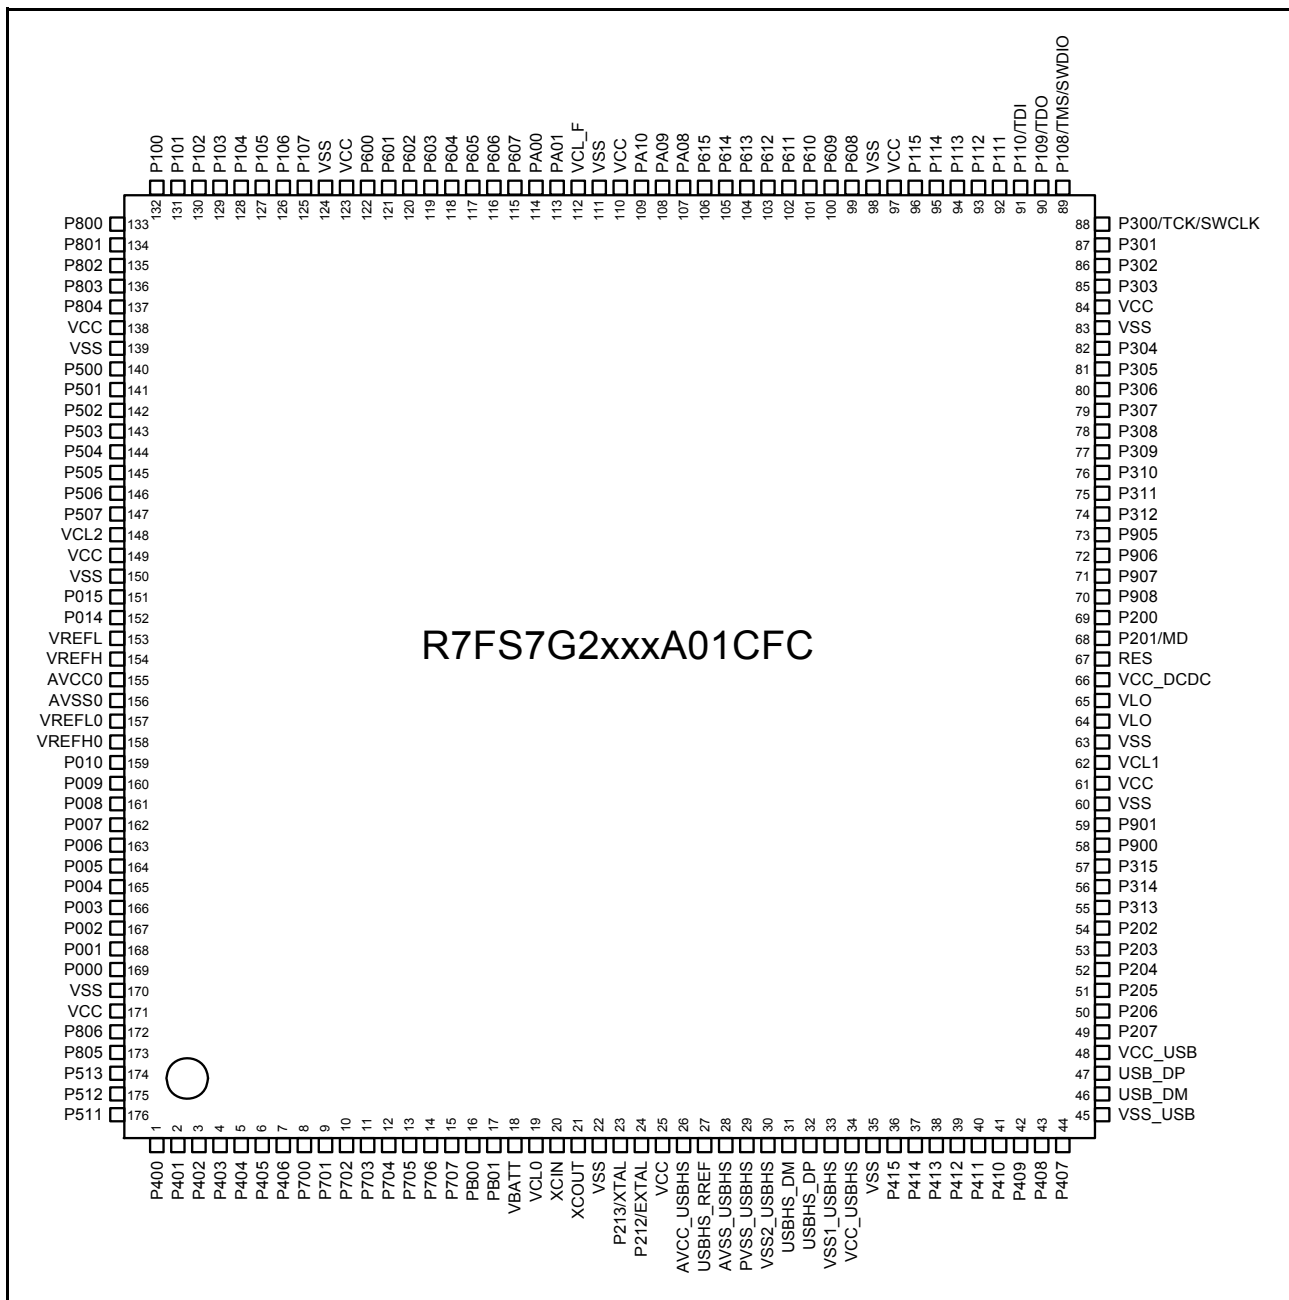 P100 P101 P102 P103 P104 P105 P106 P107 VSS VCC P600 P601 P602 P603 P604 P605 P606 P607 PA00 PA01 VCL_F VSS VCC PA10 PA09 PA08 P615 P614 P613 P612 P611 P610 P609 P608 VSS VCC P115 P114 P113 P112 P111 P110/TDI P109/TDO P108/TMS/SWDIO
132 131 130 129 128 127 126 125 124 123 122 121 120 119 118 117 116 115 114 113 112 111 110 109 108 107 106 105 104 103 102 101 100 99 98 97 96 95 94 93 92 91 90 89
P800 133 88 P300/TCK/SWCLK
P801 134 87 P301
P802 135 86 P302
P803 136 85 P303
P804 137 84 VCC
VCC 138 83 VSS
VSS 139 82 P304
P500 140 81 P305
P501 141 80 P306
P502 142 79 P307
P503 143 78 P308
P504 144 77 P309
P505 145 76 P310
P506 146 75 P311
P507 147 74 P312
VCL2 148 73 P905
VCC 149 72 P906
VSS 150 71 P907
P015 151 70 P908
P014 152 69 P200
VREFL 153 68 P201/MD
R7FS7G2xxxA01CFC
VREFH 154 67 RES
AVCC0 155 66 VCC_DCDC
AVSS0 156 65 VLO
VREFL0 157 64 VLO
VREFH0 158 63 VSS
P010 159 62 VCL1
P009 160 61 VCC
P008 161 60 VSS
P007 162 59 P901
P006 163 58 P900
P005 164 57 P315
P004 165 56 P314
P003 166 55 P313
P002 167 54 P202
P001 168 53 P203
P000 169 52 P204
VSS 170 51 P205
VCC 171 50 P206
P806 172 49 P207
P805 173 48 VCC_USB
P513 174 47 USB_DP
P512 175 46 USB_DM
P511 176 45 VSS_USB
1 2 3 4 5 6 7 8 9 10 11 12 13 14 15 16 17 18 19 20 21 22 23 24 25 26 27 28 29 30 31 32 33 34 35 36 37 38 39 40 41 42 43 44
P400 P401 P402 P403 P404 P405 P406 P700 P701 P702 P703 P704 P705 P706 P707 PB00 PB01 VBATT VCL0 XCIN XCOUT VSS P213/XTAL P212/EXTAL VCC AVCC_USBHS USBHS_RREF AVSS_USBHS PVSS_USBHS VSS2_USBHS USBHS_DM USBHS_DP VSS1_USBHS VCC_USBHS VSS P415 P414 P413 P412 P411 P410 P409 P408 P407